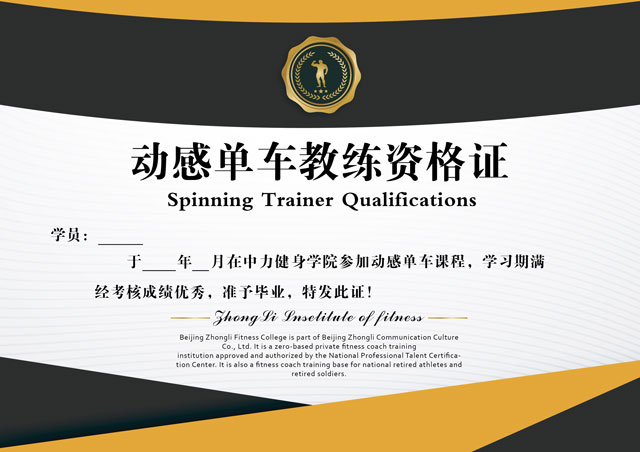 动感单车教练资格证
Spinning Trainer Qualifications
学员：_____
于____年__月在中力健身学院参加动感单车课程，学习期满
经考核成绩优秀，准予毕业，特发此证！
ZhongLi Inselitute of fitness
Beijing Zhongli Fitness College is part of Beijing Zhongli Communication Culture
Co., Ltd. It is a zero-based private fitness coach training
institution approved and authorized by the National Professional Talent Certifica-
tion Center. It is also a fitness coach training base for national retired athletes and
retired soldiers.